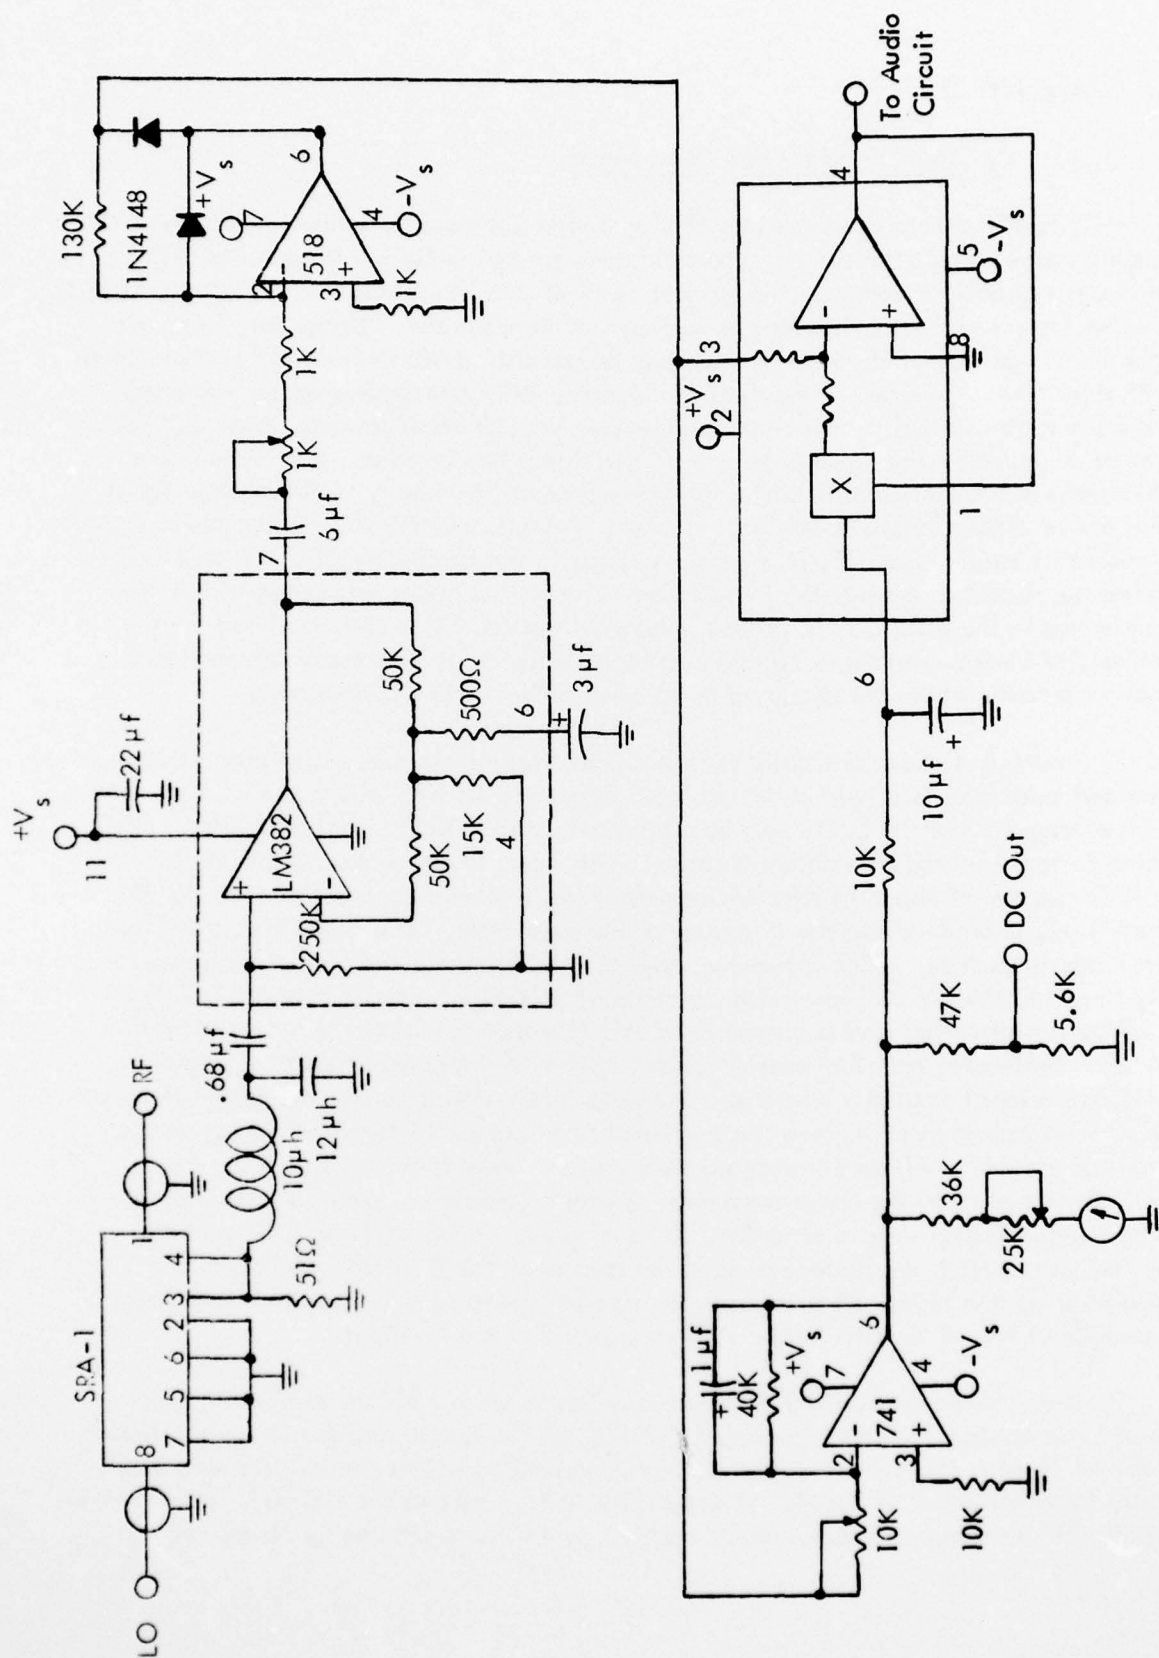 LO
8
SRA-1
7
5
6
2
3
4
1
RF
51Ω
10μh
12μh
.68μf
+V s
11
22μf
250K
+
-
LM382
50K
15K
4
50K
500Ω
6
+
3μf
7
6μf
1K
1K
2
-
518
3
+
1K
7
+V s
4
-V s
6
130K
1N4148
10K
2
-
741
3
+
10K
+
1μf
40K
+V s
7
4
-V s
6
36K
25K
47K
DC Out
5.6K
10K
10μf
+
6
X
1
+V s
2
3
-
+
8
5
-V s
4
To Audio
Circuit